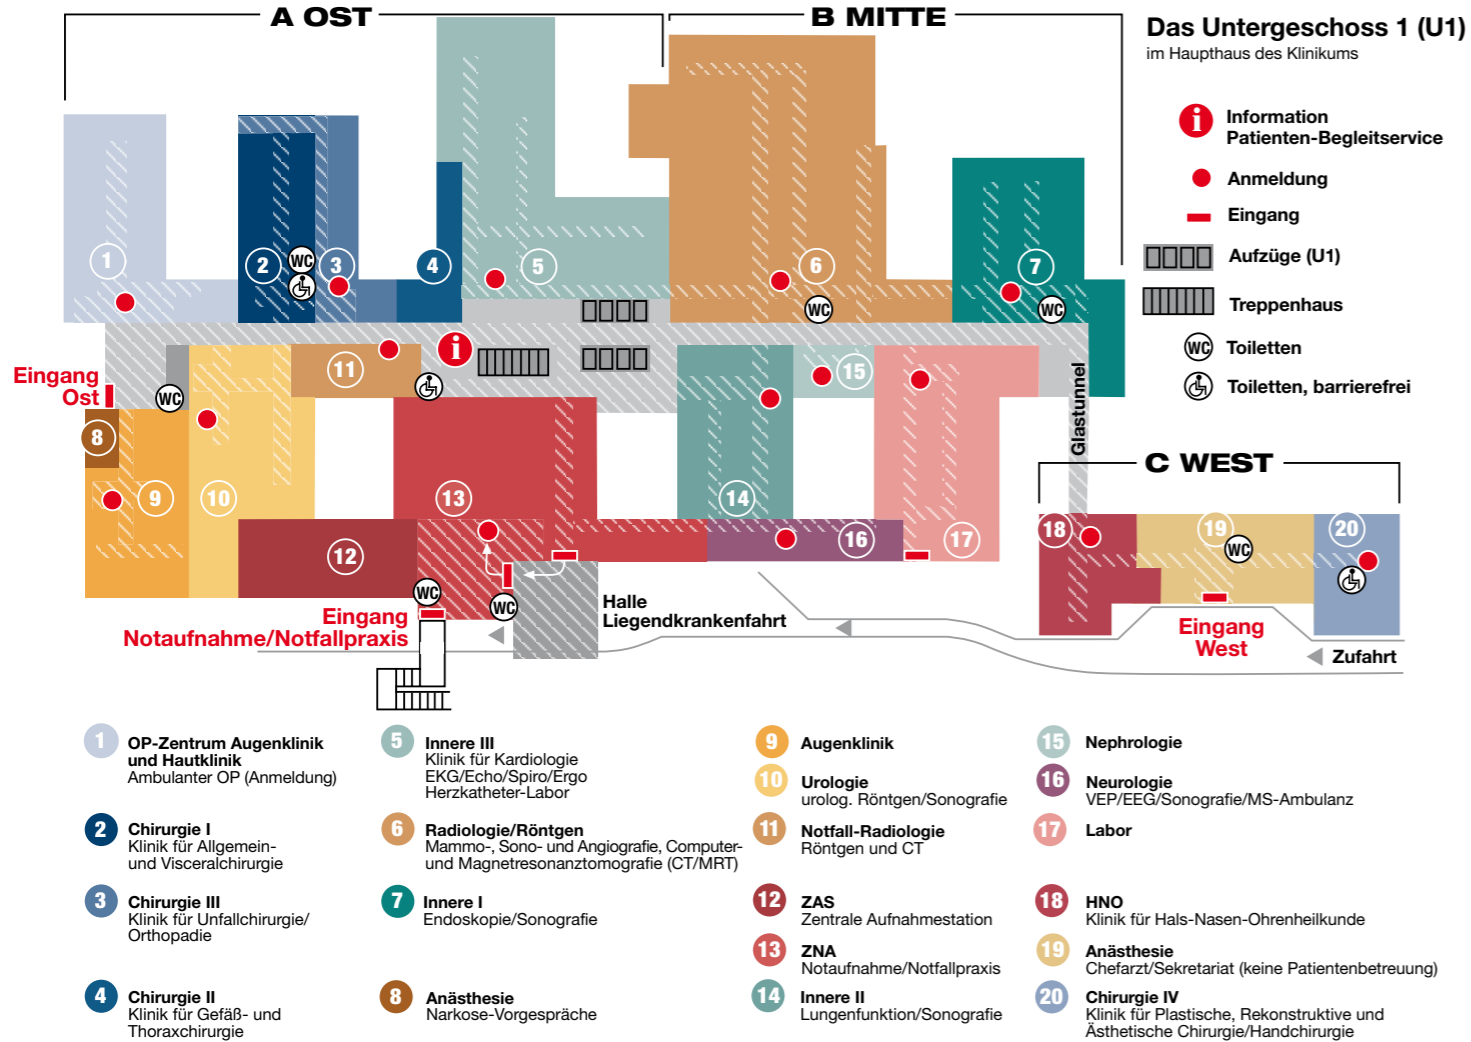 A OST
B MITTE
Das Untergeschoss 1 (U1)
im Haupthaus des Klinikums
i
Information
Patienten-Begleitservice
Anmeldung
Eingang
Aufzüge (U1)
Treppenhaus
WC
Toiletten
Toiletten, barrierefrei
1
2
WC
3
4
5
6
WC
7
WC
Eingang
Ost
WC
11
i
15
Glastunnel
8
9
10
13
14
16
17
12
WC
WC
Eingang
Notaufnahme/Notfallpraxis
Halle
Liegendkrankenfahrt
C WEST
18
19
WC
20
Eingang
West
Zufahrt
1
OP-Zentrum Augenklinik
und Hautklinik
Ambulanter OP (Anmeldung)
2
Chirurgie I
Klinik für Allgemein-
und Visceralchirurgie
3
Chirurgie III
Klinik für Unfallchirurgie/
Orthopadie
4
Chirurgie II
Klinik für Gefäß- und
Thoraxchirurgie
5
Innere III
Klinik für Kardiologie
EKG/Echo/Spiro/Ergo
Herzkatheter-Labor
6
Radiologie/Röntgen
Mammo-, Sono- und Angiografie, Computer-
und Magnetresonanztomografie (CT/MRT)
7
Innere I
Endoskopie/Sonografie
8
Anästhesie
Narkose-Vorgespräche
9
Augenklinik
10
Urologie
urolog. Röntgen/Sonografie
11
Notfall-Radiologie
Röntgen und CT
12
ZAS
Zentrale Aufnahmestation
13
ZNA
Notaufnahme/Notfallpraxis
14
Innere II
Lungenfunktion/Sonografie
15
Nephrologie
16
Neurologie
VEP/EEG/Sonografie/MS-Ambulanz
17
Labor
18
HNO
Klinik für Hals-Nasen-Ohrenheilkunde
19
Anästhesie
Chefarzt/Sekretariat (keine Patientenbetreuung)
20
Chirurgie IV
Klinik für Plastische, Rekonstruktive und
Ästhetische Chirurgie/Handchirurgie